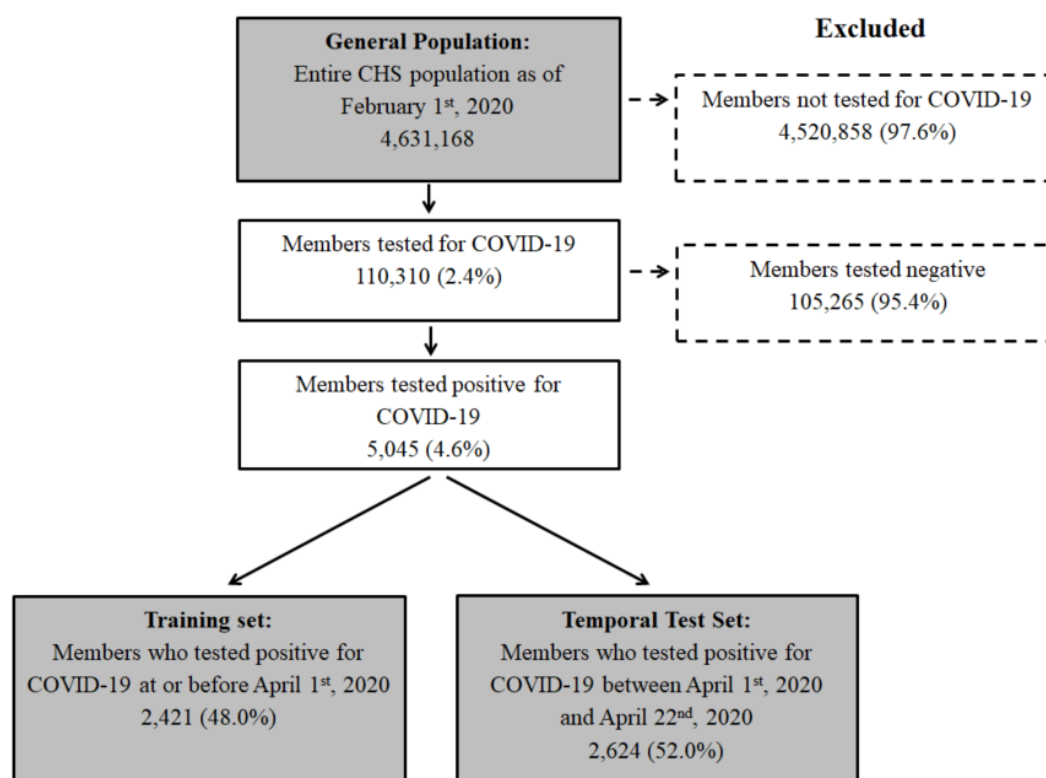 General Population:
Entire CHS population as of
February 1st, 2020
4,631,168
Excluded
Members not tested for COVID-19
4,520,858 (97.6%)
Members tested for COVID-19
110,310 (2.4%)
Members tested negative
105,265 (95.4%)
Members tested positive for
COVID-19
5,045 (4.6%)
Training set:
Members who tested positive for
COVID-19 at or before April 1st, 2020
2,421 (48.0%)
Temporal Test Set:
Members who tested positive for
COVID-19 between April 1st, 2020
and April 22nd, 2020
2,624 (52.0%)